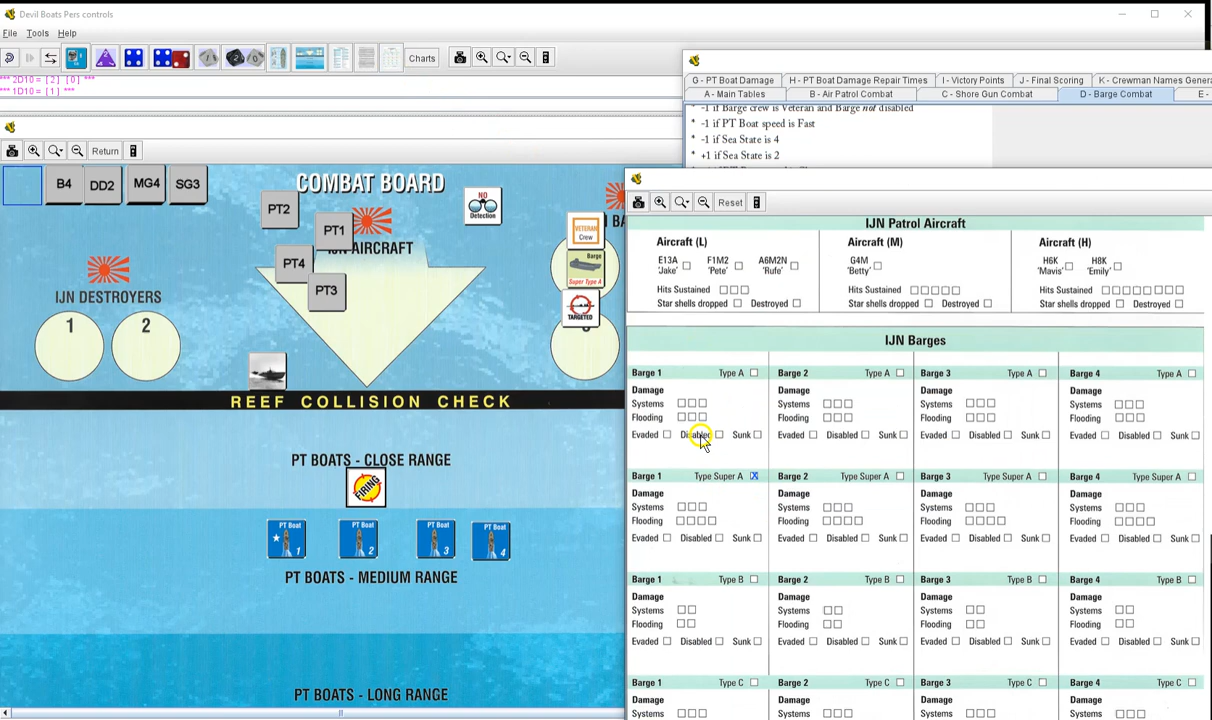 Devil Boats Pers controls
File Tools Help
Charts
*** 2D10 = [ 2 ] [ 0 ] ***
*** 1D10 = [ 1 ] ***
G - PT Boat Damage H - PT Boat Damage Repair Times I - Victory Points J - Final Scoring K - Crewman Names Genera
A - Main Tables B - Air Patrol Combat C - Shore Gun Combat D - Barge Combat E -
* -1 if Barge crew is Veteran and Barge not disabled
* -1 if PT Boat speed is Fast
* -1 if Sea State is 4
* +1 if Sea State is 2
Return
B4 DD2 MG4 SG3
COMBAT BOARD
PT2
NO
Detection
PT1
AIRCRAFT
PT4
PT3
VETERAN
Crew
Barge
Super Type A
TARGETED
IJN DESTROYERS
1 2
REEF COLLISION CHECK
PT BOATS - CLOSE RANGE
FIRING
PT Boat PT Boat PT Boat PT Boat
1 2 3 4
PT BOATS - MEDIUM RANGE
PT BOATS - LONG RANGE
Reset
IJN Patrol Aircraft
Aircraft (L) Aircraft (M) Aircraft (H)
E13A F1M2 A6M2N G4M H6K H8K
'Jake' 'Pete' 'Rufe' 'Betty' 'Mavis' 'Emily'
Hits Sustained Hits Sustained Hits Sustained
Star shells dropped Destroyed Star shells dropped Destroyed Star shells dropped Destroyed
IJN Barges
Barge 1 Type A Barge 2 Type A Barge 3 Type A Barge 4 Type A
Damage Damage Damage Damage
Systems Systems Systems Systems
Flooding Flooding Flooding Flooding
Evaded Disabled Sunk Evaded Disabled Sunk Evaded Disabled Sunk Evaded Disabled Sunk
Barge 1 Type Super A X Barge 2 Type Super A Barge 3 Type Super A Barge 4 Type Super A
Damage Damage Damage Damage
Systems Systems Systems Systems
Flooding Flooding Flooding Flooding
Evaded Disabled Sunk Evaded Disabled Sunk Evaded Disabled Sunk Evaded Disabled Sunk
Barge 1 Type B Barge 2 Type B Barge 3 Type B Barge 4 Type B
Damage Damage Damage Damage
Systems Systems Systems Systems
Flooding Flooding Flooding Flooding
Evaded Disabled Sunk Evaded Disabled Sunk Evaded Disabled Sunk Evaded Disabled Sunk
Barge 1 Type C Barge 2 Type C Barge 3 Type C Barge 4 Type C
Damage Damage Damage Damage
Systems Systems Systems Systems